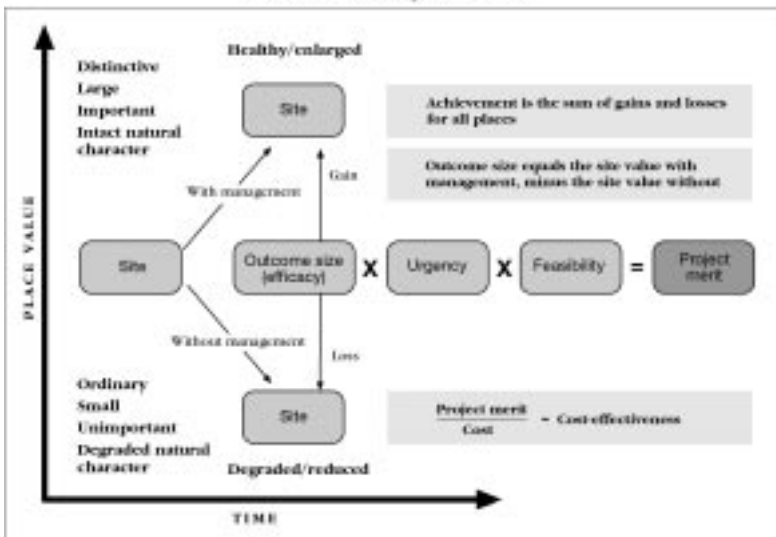 Healthy/enlarged
Distinctive
Large
Important
Intact natural
character
Site
Achievement is the sum of gains and losses
for all places
Outcome size equals the site value with
management, minus the site value without
With management
Gain
PLACE VALUE
Site
Outcome size
(efficacy)
X
Urgency
X
Feasibility
=
Project
merit
Without management
Loss
Ordinary
Small
Unimportant
Degraded natural
character
Site
Degraded/reduced
Project merit
Cost
= Cost-effectiveness
TIME